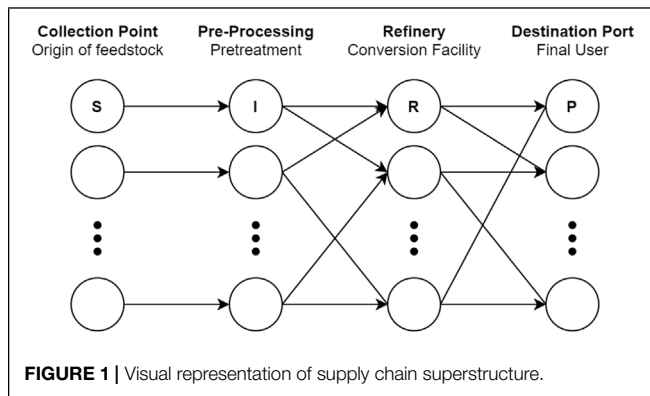 Collection Point Pre-Processing Refinery Destination Port
Origin of feedstock Pretreatment Conversion Facility Final User
S I R P
FIGURE 1 | Visual representation of supply chain superstructure.